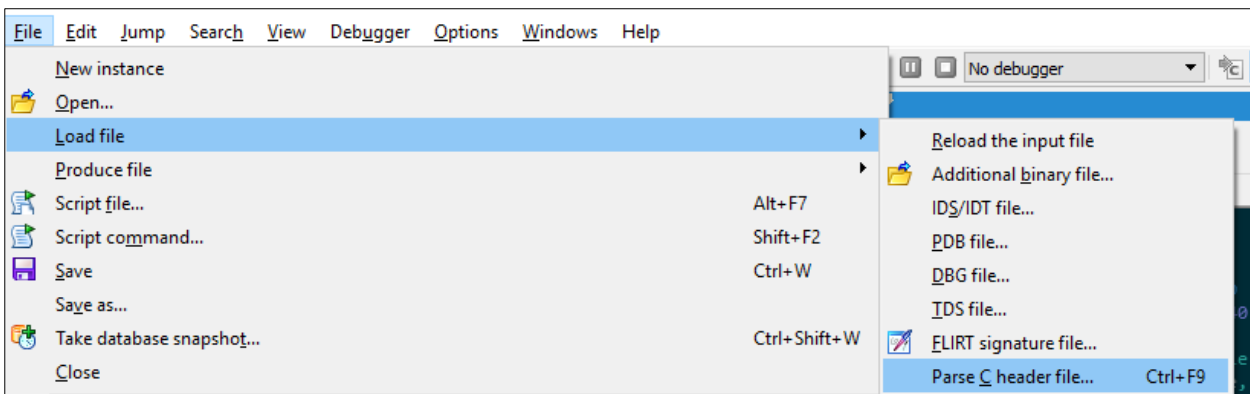 File Edit Jump Search View Debugger Options Windows Help
New instance
No debugger
Open...
Load file
Reload the input file
Produce file
Additional binary file...
Script file... Alt+F7
IDS/IDT file...
Script command... Shift+F2
PDB file...
Save Ctrl+W
DBG file...
Save as...
TDS file...
Take database snapshot... Ctrl+Shift+W
FLIRT signature file...
Close
Parse C header file... Ctrl+F9